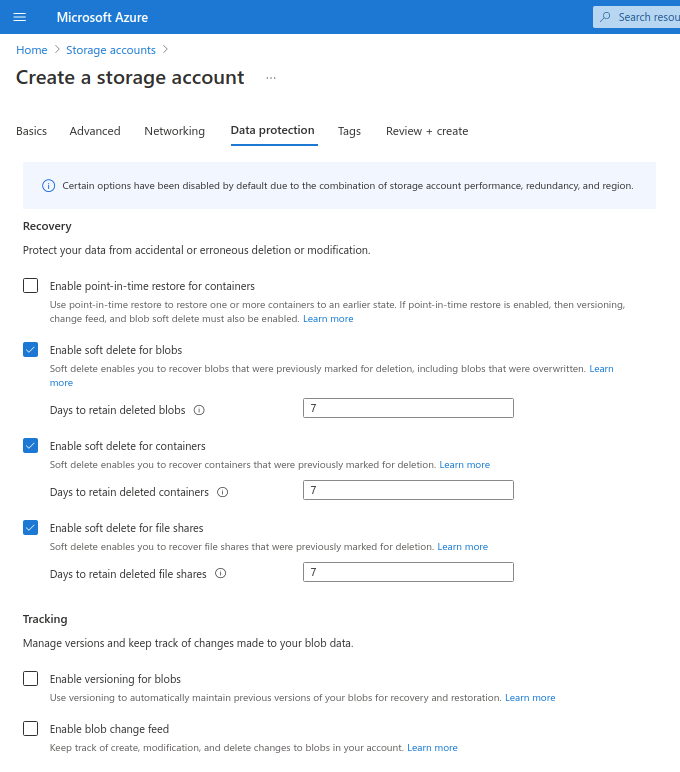 Microsoft Azure
Search resou
Home > Storage accounts >
Create a storage account ...
Basics Advanced Networking Data protection Tags Review + create
Certain options have been disabled by default due to the combination of storage account performance, redundancy, and region.
Recovery
Protect your data from accidental or erroneous deletion or modification.
Enable point-in-time restore for containers
Use point-in-time restore to restore one or more containers to an earlier state. If point-in-time restore is enabled, then versioning,
change feed, and blob soft delete must also be enabled. Learn more
Enable soft delete for blobs
Soft delete enables you to recover blobs that were previously marked for deletion, including blobs that were overwritten. Learn
more
Days to retain deleted blobs 7
Enable soft delete for containers
Soft delete enables you to recover containers that were previously marked for deletion. Learn more
Days to retain deleted containers 7
Enable soft delete for file shares
Soft delete enables you to recover file shares that were previously marked for deletion. Learn more
Days to retain deleted file shares 7
Tracking
Manage versions and keep track of changes made to your blob data.
Enable versioning for blobs
Use versioning to automatically maintain previous versions of your blobs for recovery and restoration. Learn more
Enable blob change feed
Keep track of create, modification, and delete changes to blobs in your account. Learn more